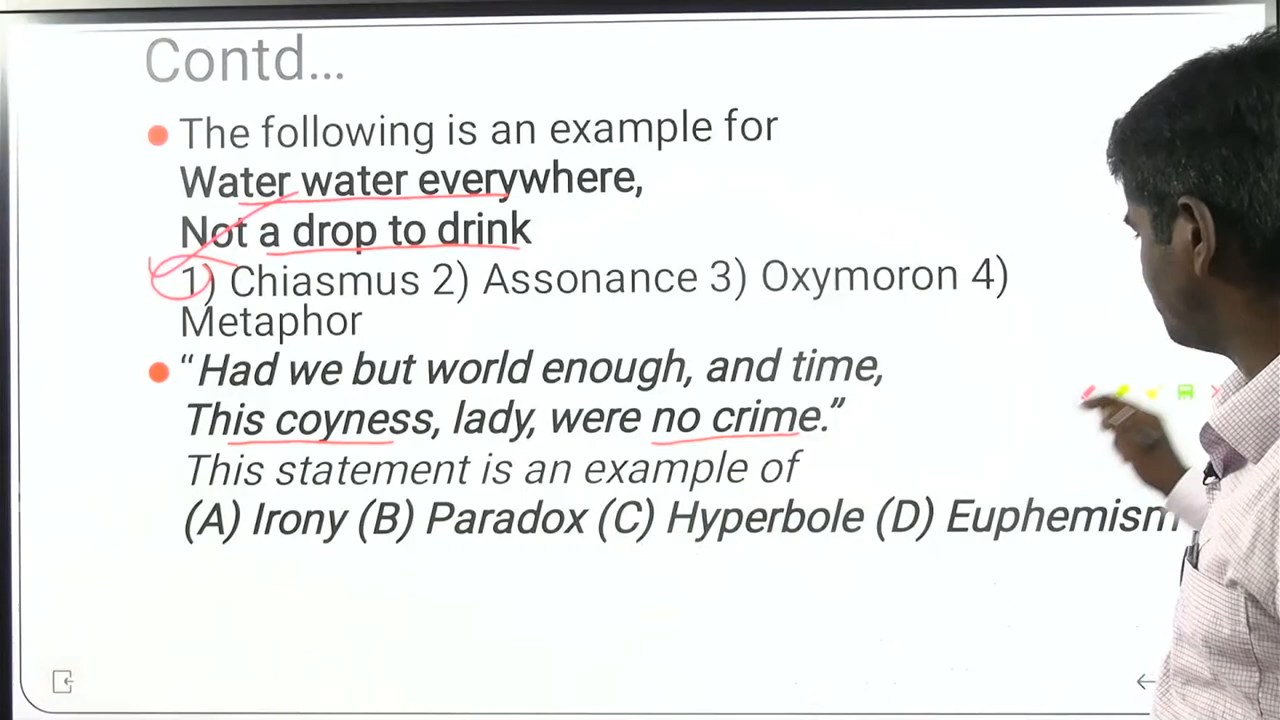 Contd...
The following is an example for
Water water everywhere,
Not a drop to drink
1) Chiasmus 2) Assonance 3) Oxymoron 4)
Metaphor
“Had we but world enough, and time,
This coyness, lady, were no crime.”
This statement is an example of
(A) Irony (B) Paradox (C) Hyperbole (D) Euphemism